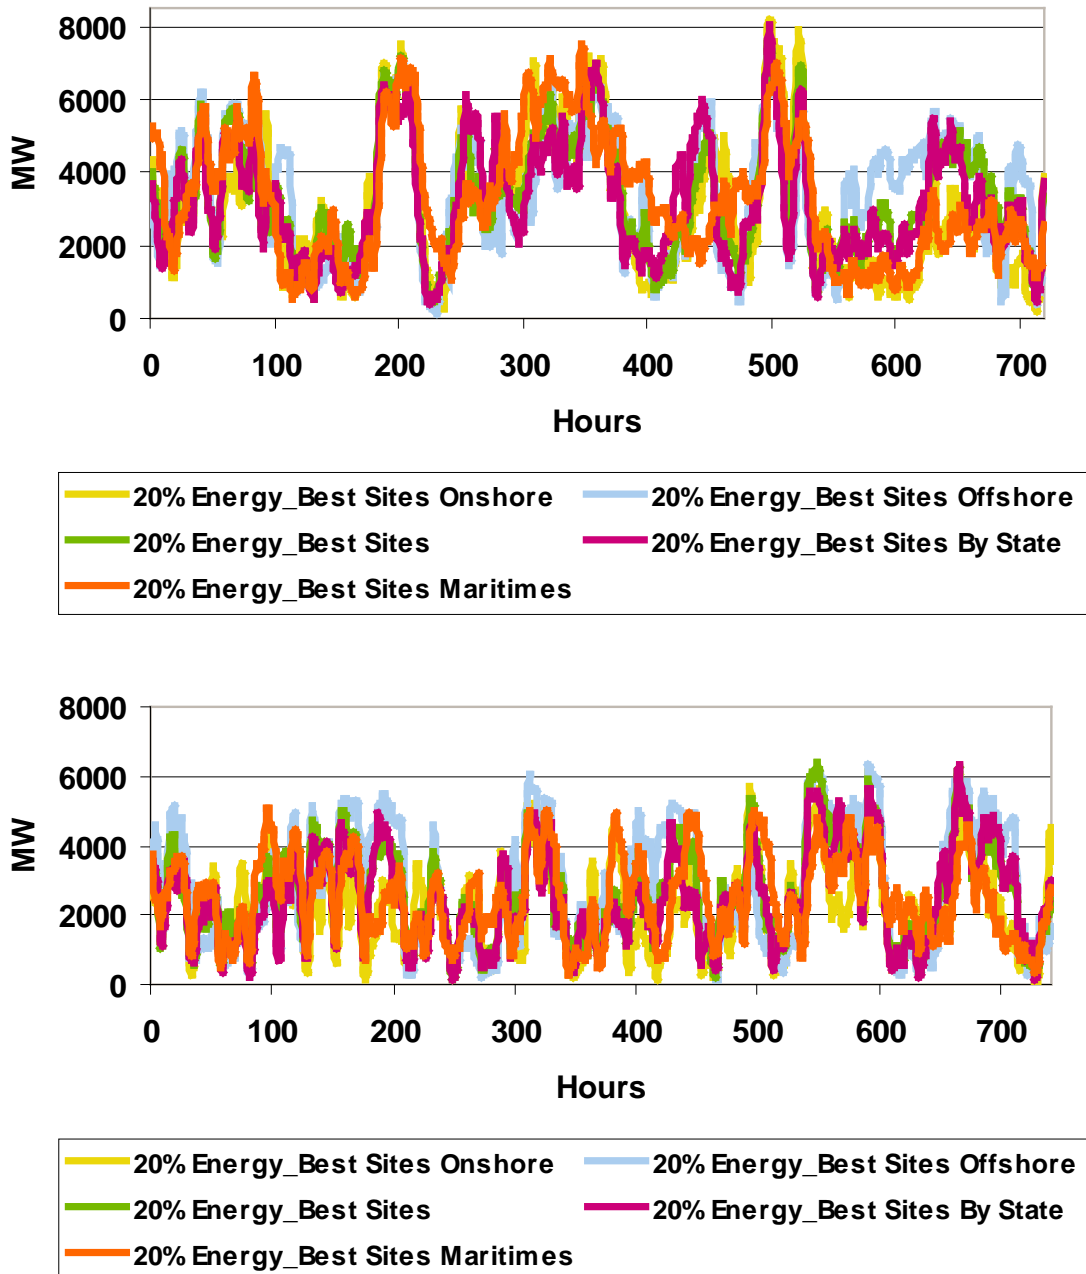 8000
6000
4000
2000
0
MW
0 100 200 300 400 500 600 700
Hours
20% Energy_Best Sites Onshore 20% Energy_Best Sites Offshore
20% Energy_Best Sites 20% Energy_Best Sites By State
20% Energy_Best Sites Maritimes
8000
6000
4000
2000
0
MW
0 100 200 300 400 500 600 700
Hours
20% Energy_Best Sites Onshore 20% Energy_Best Sites Offshore
20% Energy_Best Sites 20% Energy_Best Sites By State
20% Energy_Best Sites Maritimes